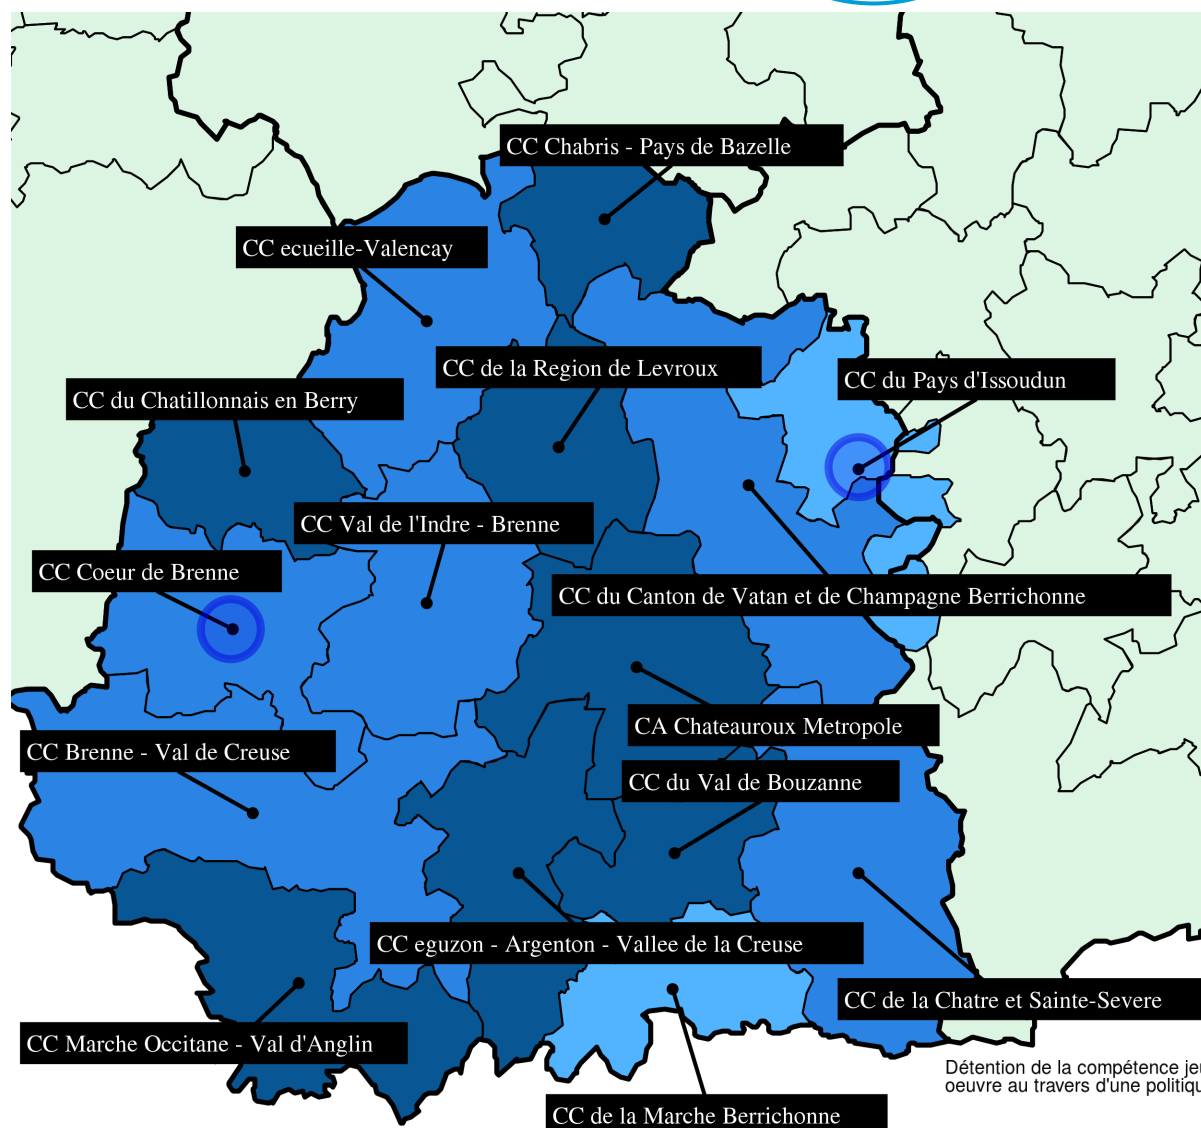 CC Chabris - Pays de Bazelle
CC ecueille-Valencay
CC de la Region de Levroux
CC du Pays d'Issoudun
CC du Chatillonnais en Berry
CC Val de l'Indre - Brenne
CC Coeur de Brenne
CC du Canton de Vatan et de Champagne Berrichonne
CA Chateauroux Metropole
CC Brenne - Val de Creuse
CC du Val de Bouzanne
CC eguzon - Argenton - Vallee de la Creuse
CC de la Chatre et Sainte-Severe
CC Marche Occitane - Val d'Anglin
Détention de la compétence
oeuvre au travers d'une
CC de la Marche Berrichonne